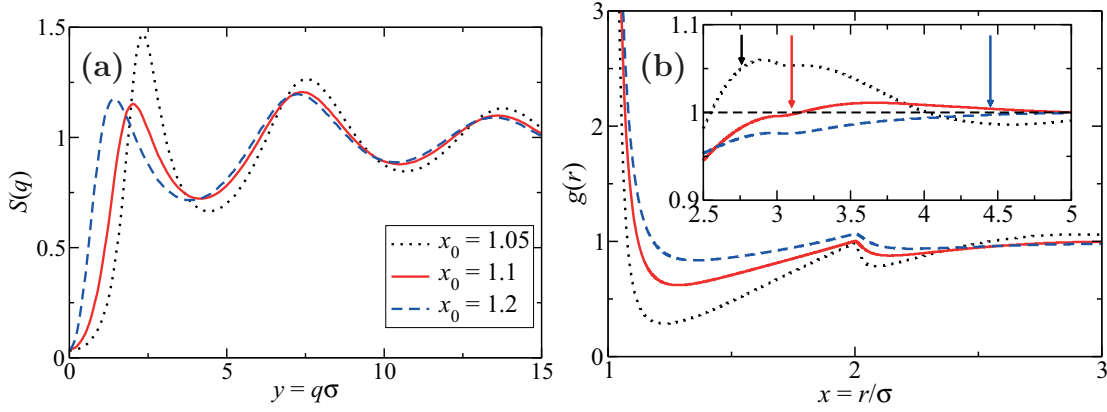 (a)
S(q)
1.5
1
0.5
0
0
5
10
15
y = qσ
x₀ = 1.05
x₀ = 1.1
x₀ = 1.2
(b)
g(r)
3
2
1
0
1
2
3
x = r/σ
1.1
1
0.9
2.5
3
3.5
4
4.5
5